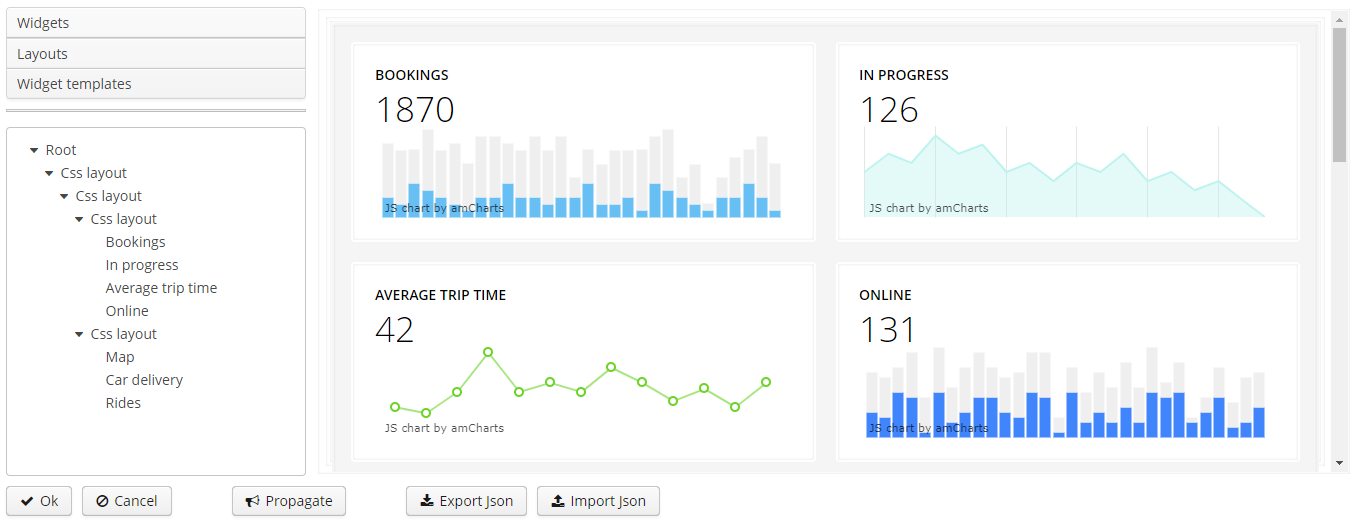 Widgets
Layouts
Widget templates
Root
Css layout
Css layout
Css layout
Bookings
In progress
Average trip time
Online
Css layout
Map
Car delivery
Rides
BOOKINGS
1870
JS chart by amCharts
IN PROGRESS
126
JS chart by amCharts
AVERAGE TRIP TIME
42
JS chart by amCharts
ONLINE
131
JS chart by amCharts
Ok
Cancel
Propagate
Export Json
Import Json